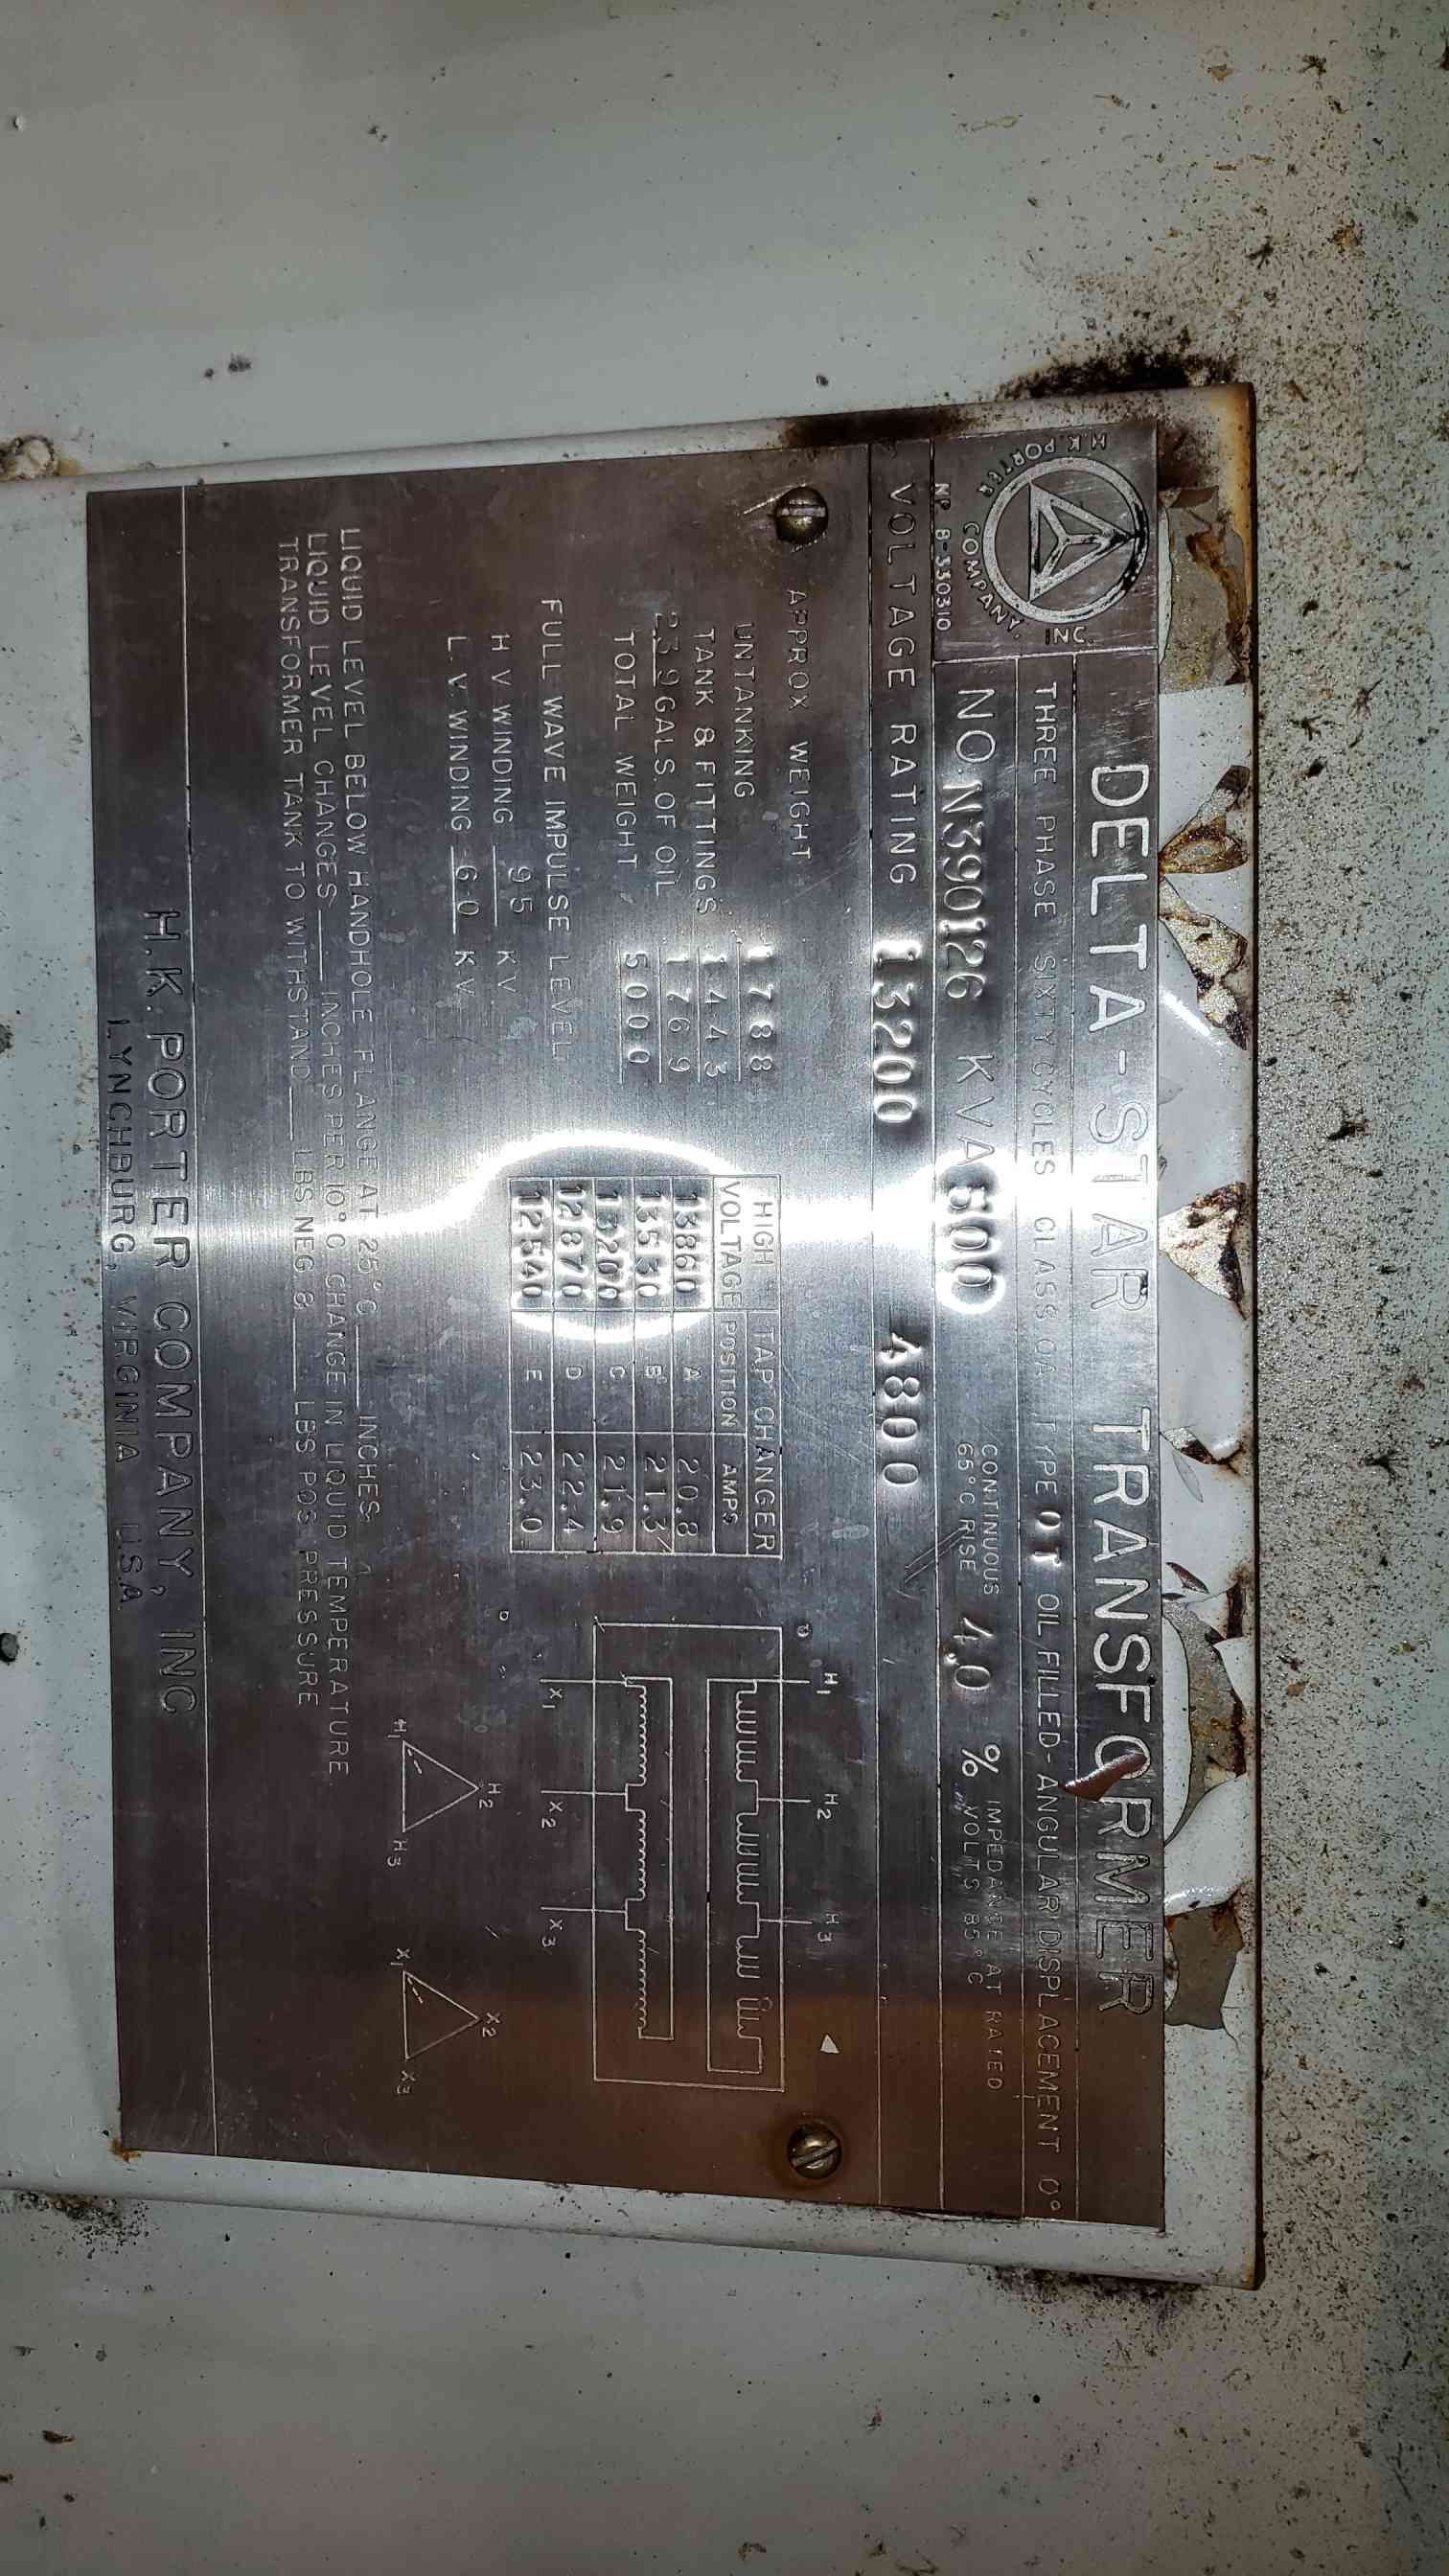 H.K. PORTER COMPANY, INC.
NP B-330310
DELTA-STAR TRANSFORMER
THREE PHASE SIXTY CYCLES CLASS OA TYPE OT OIL FILLED-ANGULAR DISPLACEMENT 0°
NO. N390126 KVA 500 CONTINUOUS 65°C RISE 4.0 % IMPEDANCE AT RATED VOLTS 85°C
VOLTAGE RATING 13200 4800
APPROX WEIGHT
UNTANKING 1788
TANK & FITTINGS 1443
239 GALS. OF OIL 1769
TOTAL WEIGHT 5000
FULL WAVE IMPULSE LEVEL
H V WINDING 95 KV
L. V. WINDING 60 KV
HIGH VOLTAGE TAP CHANGER POSITION AMPS
13860 A 20.8
13530 B 21.3
13200 C 21.9
12870 D 22.4
12540 E 23.0
H1 H2 H3
X1 X2 X3
H1 H2 H3
X1 X2 X3
LIQUID LEVEL BELOW HANDHOLE FLANGE AT 25°C INCHES
LIQUID LEVEL CHANGES INCHES PER 10°C CHANGE IN LIQUID TEMPERATURE.
TRANSFORMER TANK TO WITHSTAND LBS NEG & LBS POS PRESSURE
H.K. PORTER COMPANY, INC
LYNCHBURG, VIRGINIA U.S.A